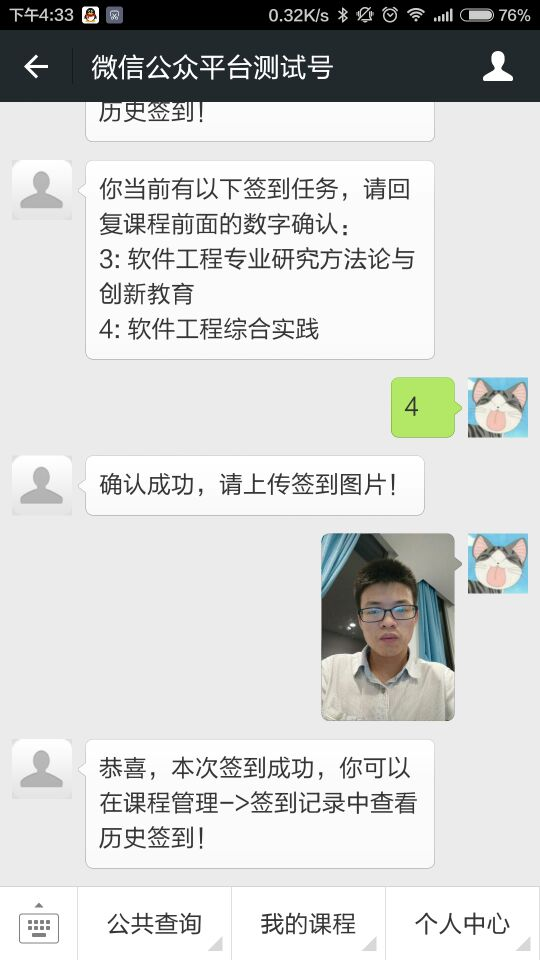 下午4:33
0.32K/s
76%
微信公众平台测试号
历史签到！
你当前有以下签到任务，请回
复课程前面的数字确认：
3: 软件工程专业研究方法论与
创新教育
4: 软件工程综合实践
4
确认成功，请上传签到图片！
恭喜，本次签到成功，你可以
在课程管理->签到记录中查看
历史签到！
公共查询
我的课程
个人中心